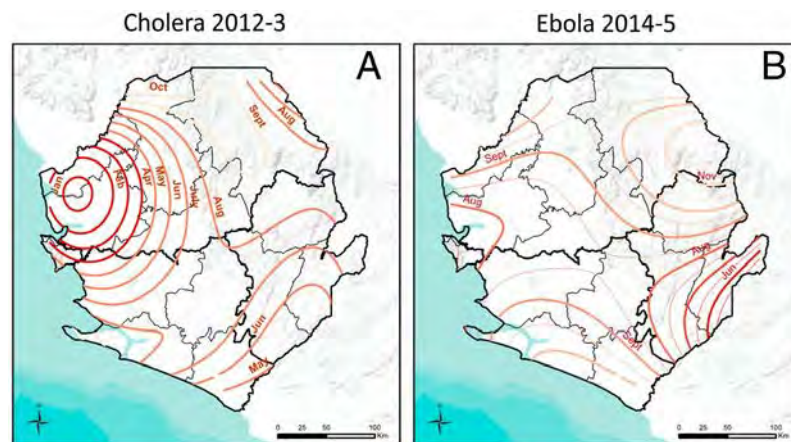 Cholera 2012-3
Ebola 2014-5
A
Oct
Sept
Aug
Jan
Feb
Apr
May
Jun
July
Aug
Jun
May
N
0 25 50 100
Km
B
Sept
Nov
Aug
Aug
Jun
Sept
N
0 25 50 100
Km